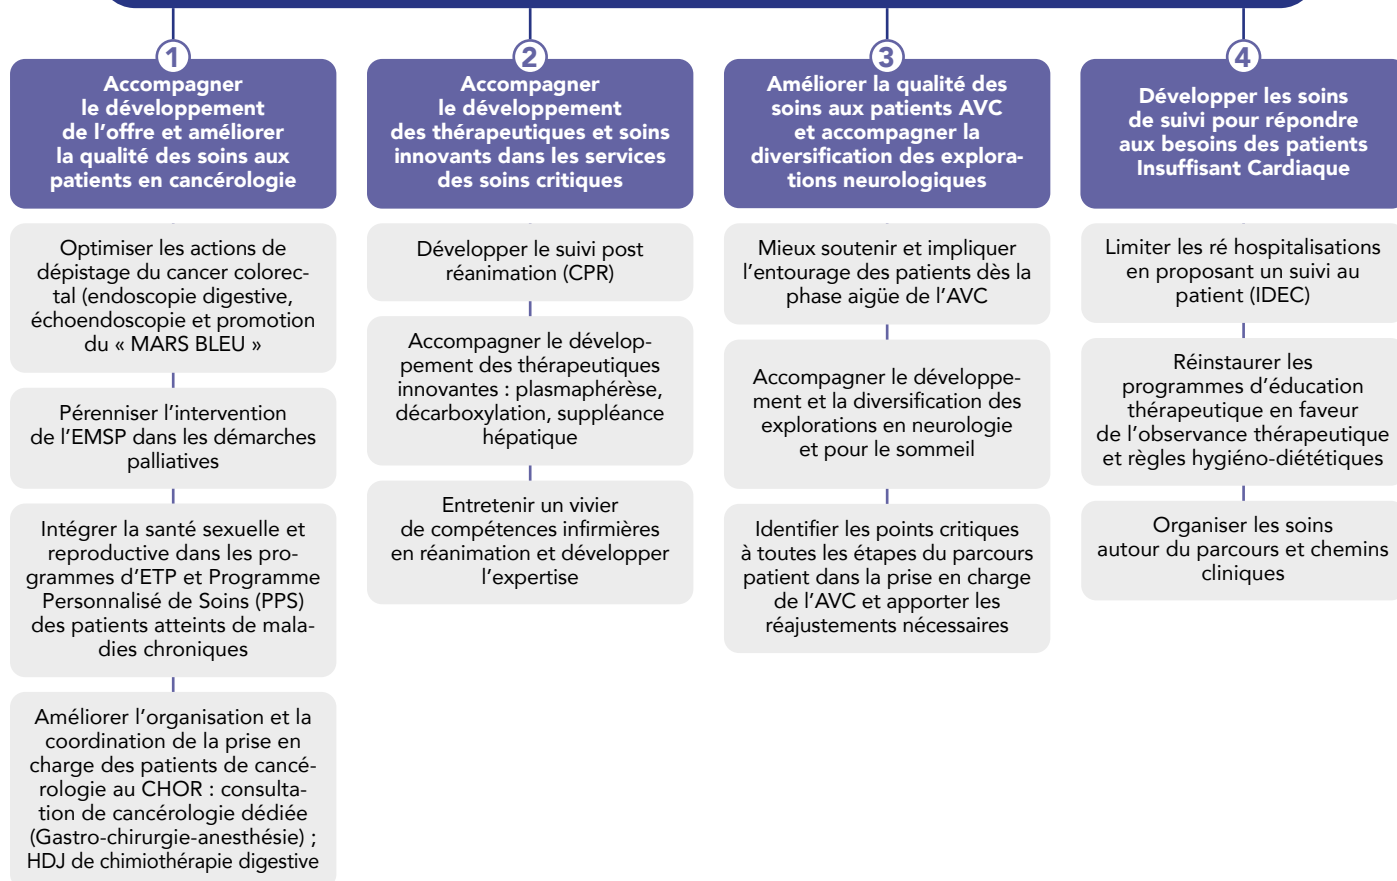 1
Accompagner
le développement
de l'offre et améliorer
la qualité des soins aux
patients en cancérologie
Optimiser les actions de
dépistage du cancer colorec-
tal (endoscopie digestive,
échoendoscopie et promotion
du « MARS BLEU »
Pérenniser l'intervention
de l'EMSP dans les démarches
palliatives
Intégrer la santé sexuelle et
reproductive dans les pro-
grammes d'ETP et Programme
Personnalisé de Soins (PPS)
des patients atteints de mala-
dies chroniques
Améliorer l'organisation et la
coordination de la prise en
charge des patients de cancé-
rologie au CHOR : consulta-
tion de cancérologie dédiée
(Gastro-chirurgie-anesthésie) ;
HDJ de chimiothérapie digestive
2
Accompagner
le développement
des thérapeutiques et soins
innovants dans les services
des soins critiques
Développer le suivi post
réanimation (CPR)
Accompagner le dévelop-
pement des thérapeutiques
innovantes : plasmaphérèse,
décarboxylation, suppléance
hépatique
Entretenir un vivier
de compétences infirmières
en réanimation et développer
l'expertise
3
Améliorer la qualité des
soins aux patients AVC
et accompagner la
diversification des explora-
tions neurologiques
Mieux soutenir et impliquer
l'entourage des patients dès la
phase aigüe de l'AVC
Accompagner le développe-
ment et la diversification des
explorations en neurologie
et pour le sommeil
Identifier les points critiques
à toutes les étapes du parcours
patient dans la prise en charge
de l'AVC et apporter les
réajustements nécessaires
4
Développer les soins
de suivi pour répondre
aux besoins des patients
Insuffisant Cardiaque
Limiter les ré hospitalisations
en proposant un suivi au
patient (IDEC)
Réinstaurer les
programmes d'éducation
thérapeutique en faveur
de l'observance thérapeutique
et règles hygiéno-diététiques
Organiser les soins
autour du parcours et chemins
cliniques